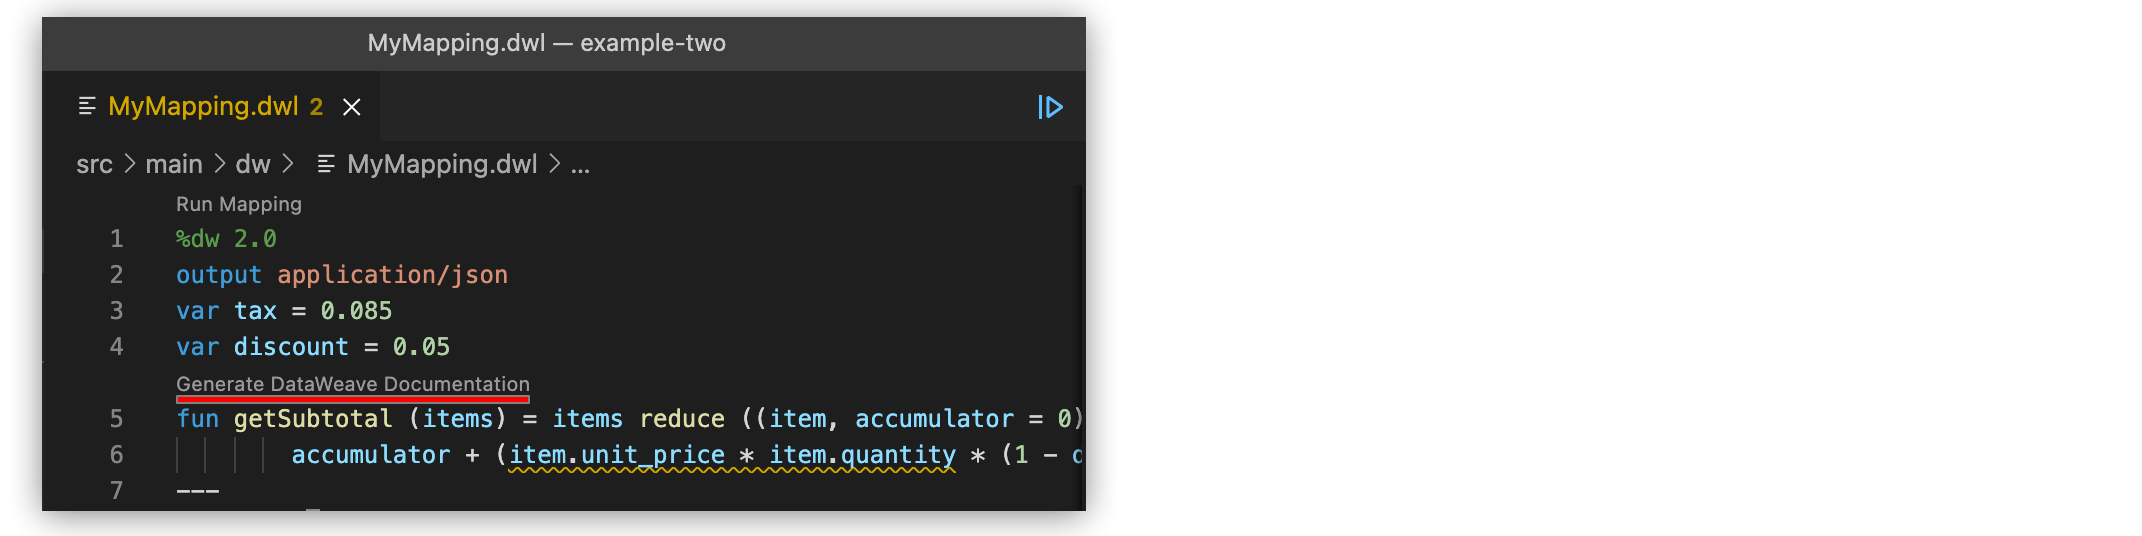 MyMapping.dwl — example-two
MyMapping.dwl 2
src > main > dw > MyMapping.dwl > ...
Run Mapping
1 %dw 2.0
2 output application/json
3 var tax = 0.085
4 var discount = 0.05
Generate DataWeave Documentation
5 fun getSubtotal (items) = items reduce ((item, accumulator = 0)
6 accumulator + (item.unit_price * item.quantity * (1 -
7 ---